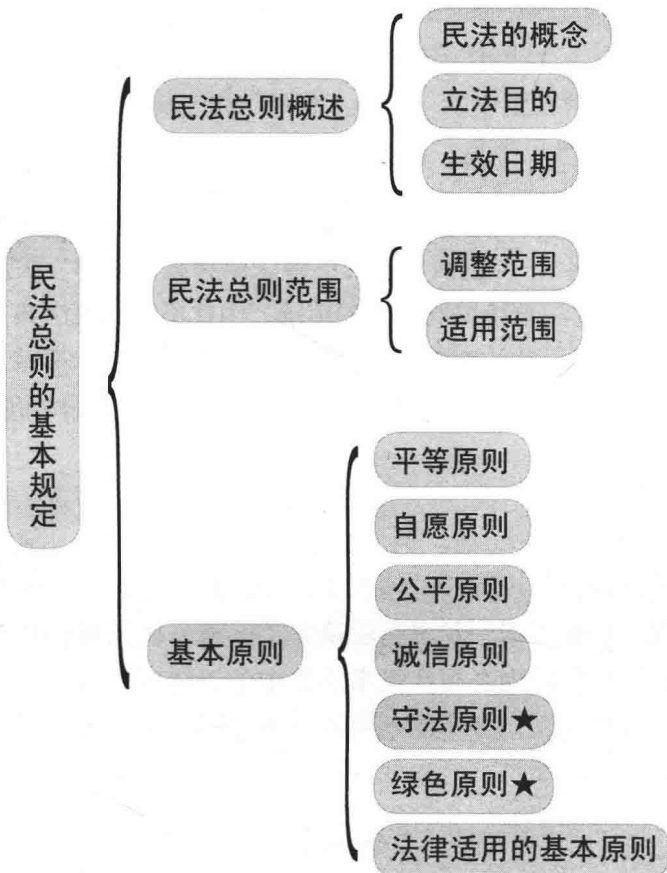 民法总则的基本规定
民法总则概述
民法的概念
立法目的
生效日期
民法总则范围
调整范围
适用范围
基本原则
平等原则
自愿原则
公平原则
诚信原则
守法原则★
绿色原则★
法律适用的基本原则